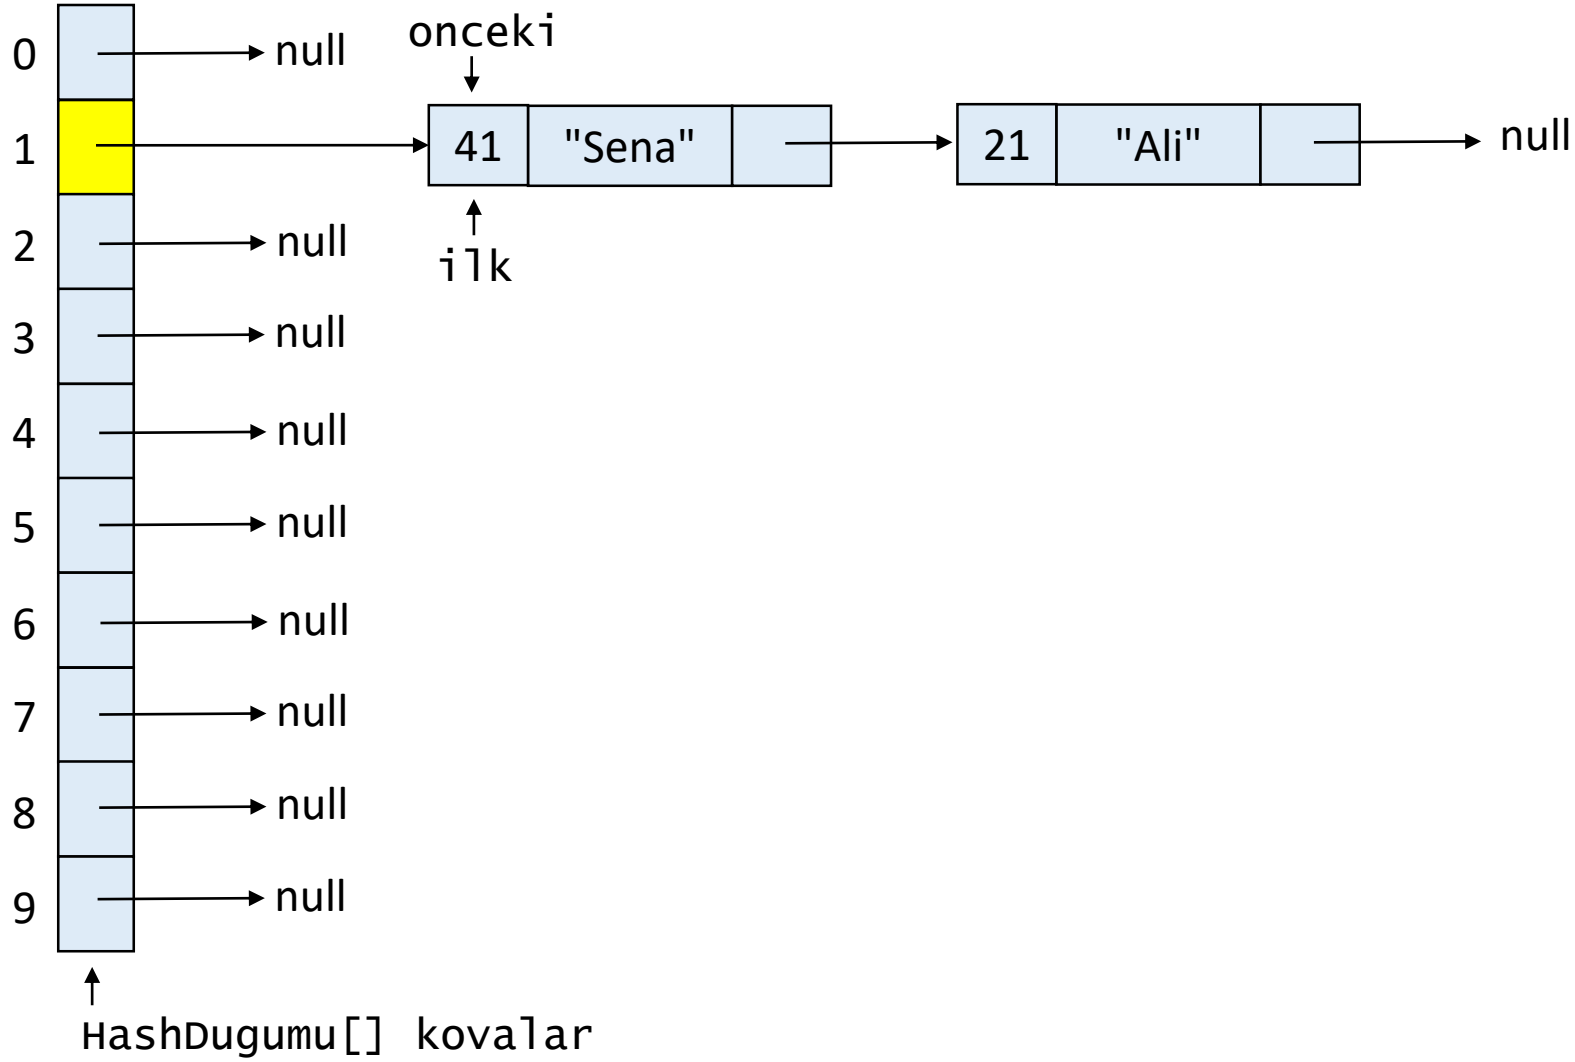 0 null
onceki
1 41 "Sena" 21 "Ali" null
ilk
2 null
3 null
4 null
5 null
6 null
7 null
8 null
9 null
HashDugumu[] kovalar